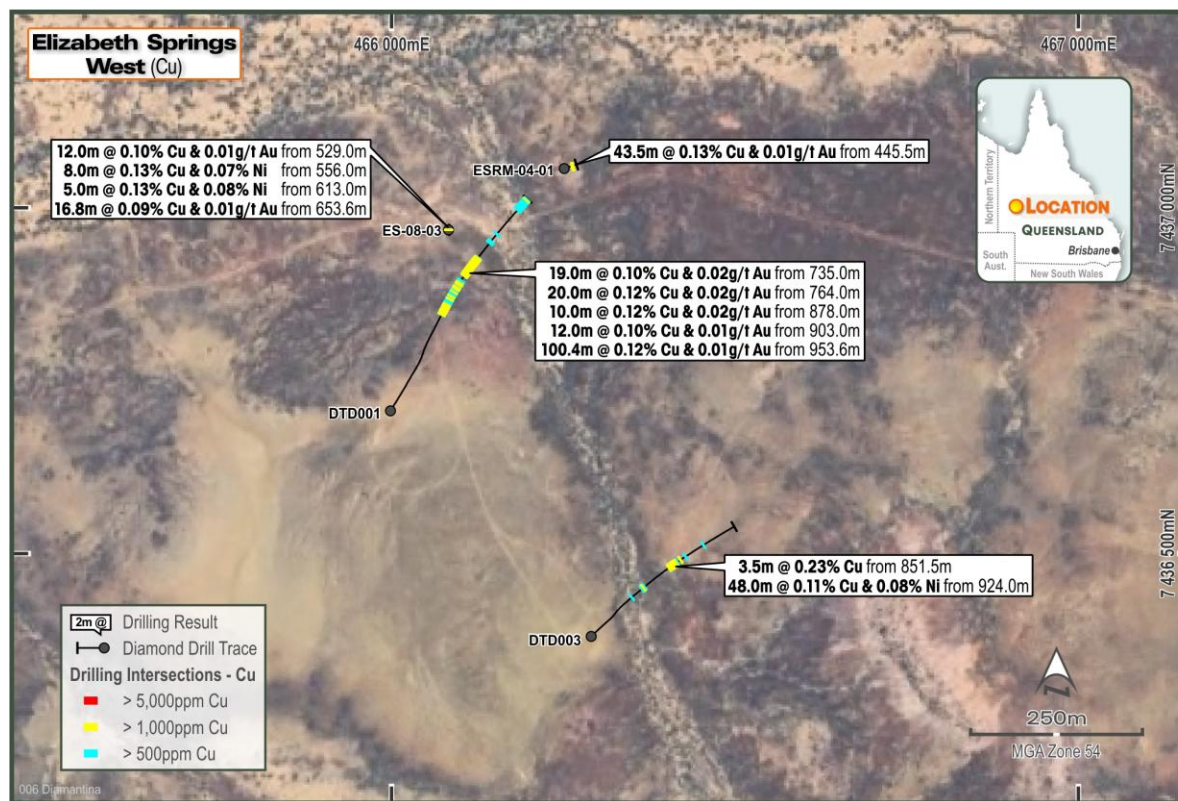 Elizabeth Springs
West (Cu)
466 000mE
467 000mE
12.0m @ 0.10% Cu & 0.01g/t Au from 529.0m
8.0m @ 0.13% Cu & 0.07% Ni from 556.0m
5.0m @ 0.13% Cu & 0.08% Ni from 613.0m
16.8m @ 0.09% Cu & 0.01g/t Au from 653.6m
ES-08-03
ESRM-04-01
43.5m @ 0.13% Cu & 0.01g/t Au from 445.5m
Northern Territory
LOCATION
QUEENSLAND
Brisbane
South
Aust.
New South Wales
7 437 000mN
19.0m @ 0.10% Cu & 0.02g/t Au from 735.0m
20.0m @ 0.12% Cu & 0.02g/t Au from 764.0m
10.0m @ 0.12% Cu & 0.02g/t Au from 878.0m
12.0m @ 0.10% Cu & 0.01g/t Au from 903.0m
100.4m @ 0.12% Cu & 0.01g/t Au from 953.6m
DTD001
3.5m @ 0.23% Cu from 851.5m
48.0m @ 0.11% Cu & 0.08% Ni from 924.0m
7 436 500mN
DTD003
2m @ Drilling Result
Diamond Drill Trace
Drilling Intersections - Cu
> 5,000ppm Cu
> 1,000ppm Cu
> 500ppm Cu
N
250m
MGA Zone 54
006 Diamantina